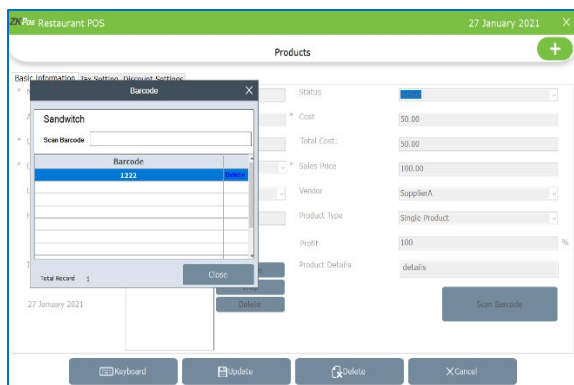 ZKPos Restaurant POS 27 January 2021 X
Products
Basic Information Tax Setting Discount Settings
Barcode X
Sandwitch
Scan Barcode
Barcode
1222 Delete
Total Record 1
Close
* Status
* Cost 50.00
Total Cost: 50.00
* Sales Price 100.00
Vendor SupplierA
Product Type Single Product
Profit 100 %
Product Details details
27 January 2021
Delete
Scan Barcode
Keyboard Update Delete X Cancel